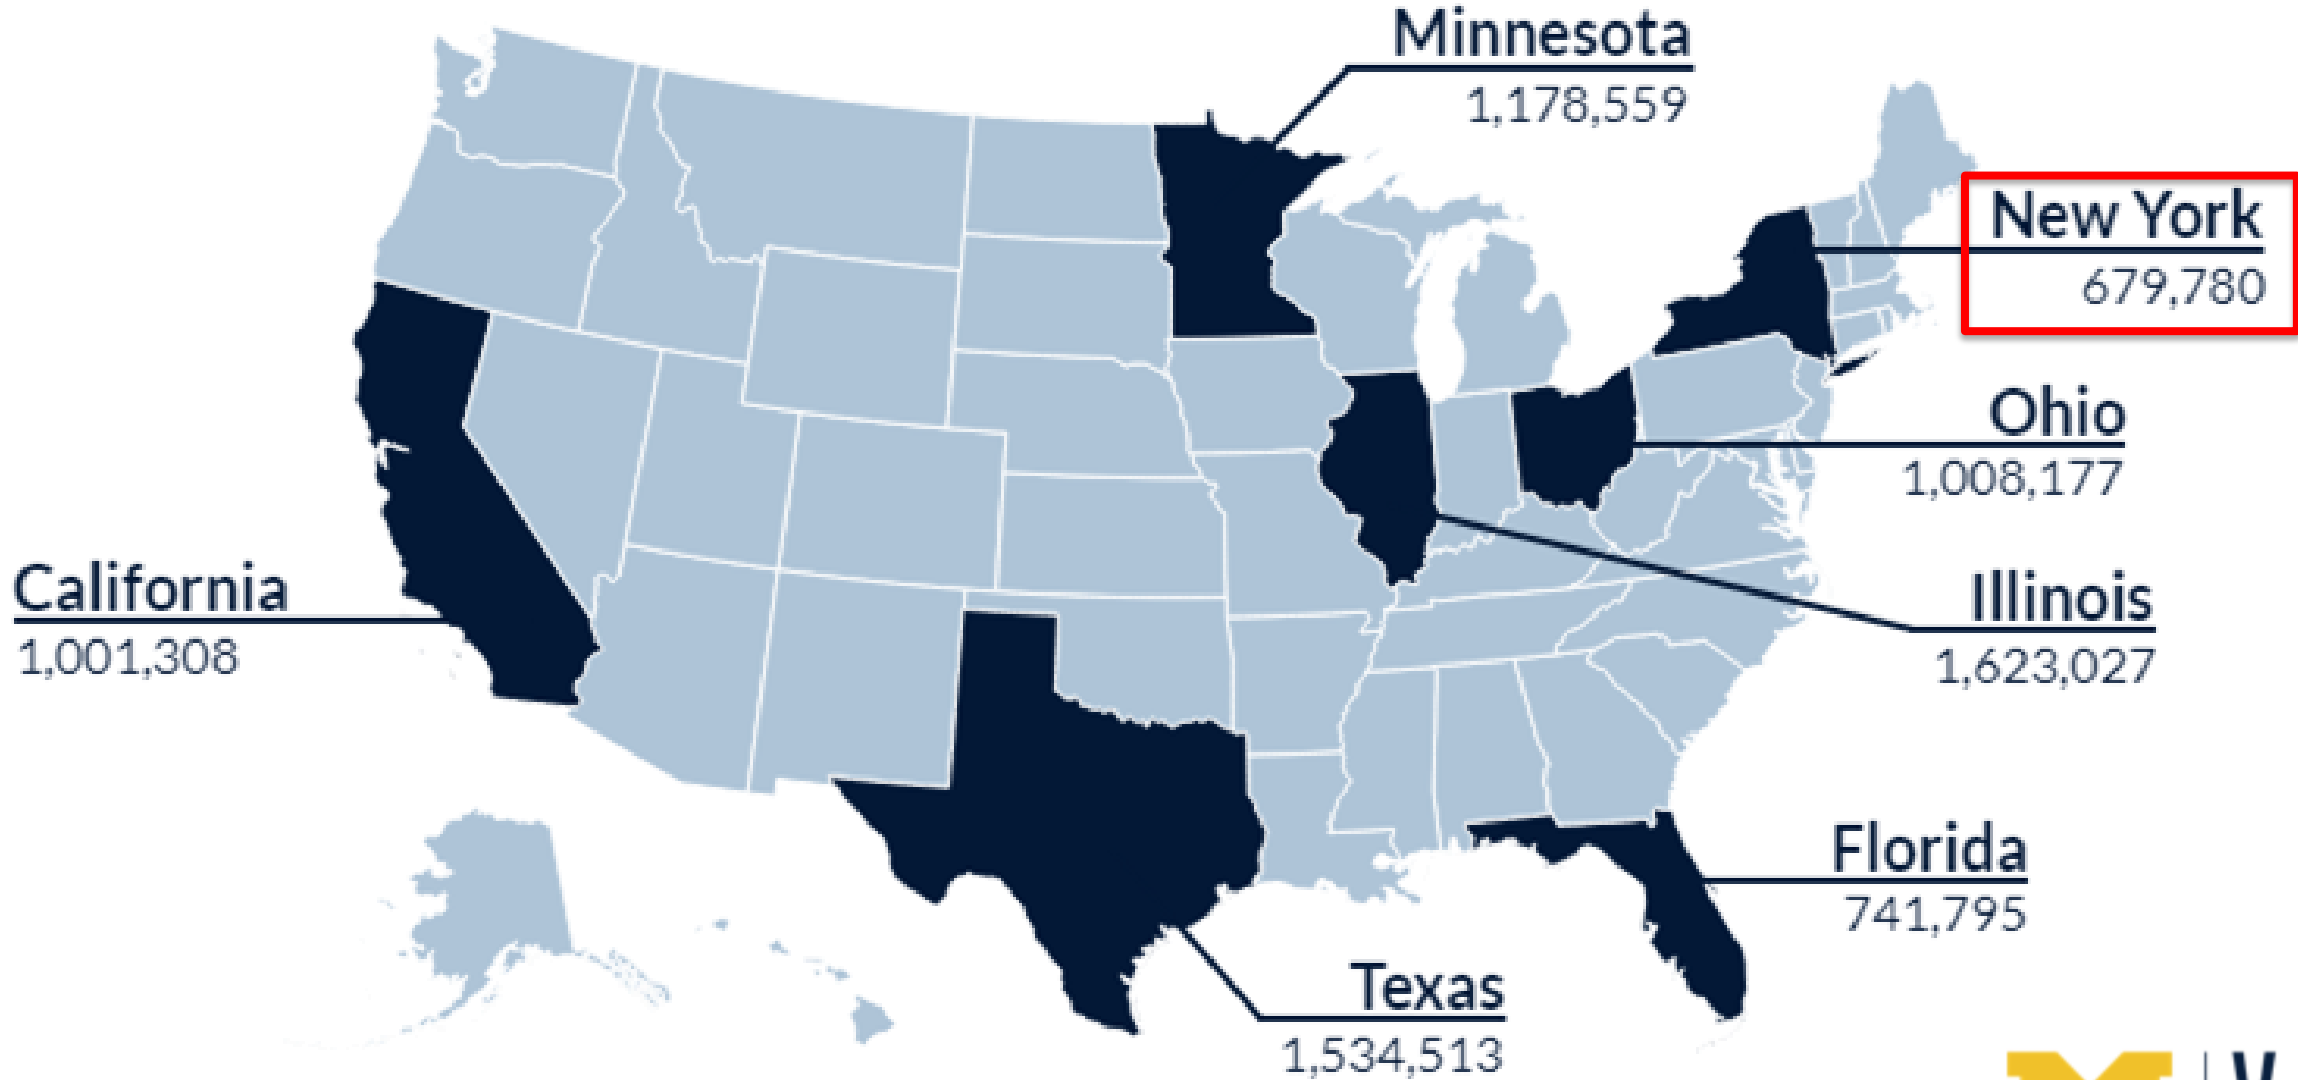 Minnesota
1,178,559
New York
679,780
Ohio
1,008,177
California
1,001,308
Illinois
1,623,027
Florida
741,795
Texas
1,534,513